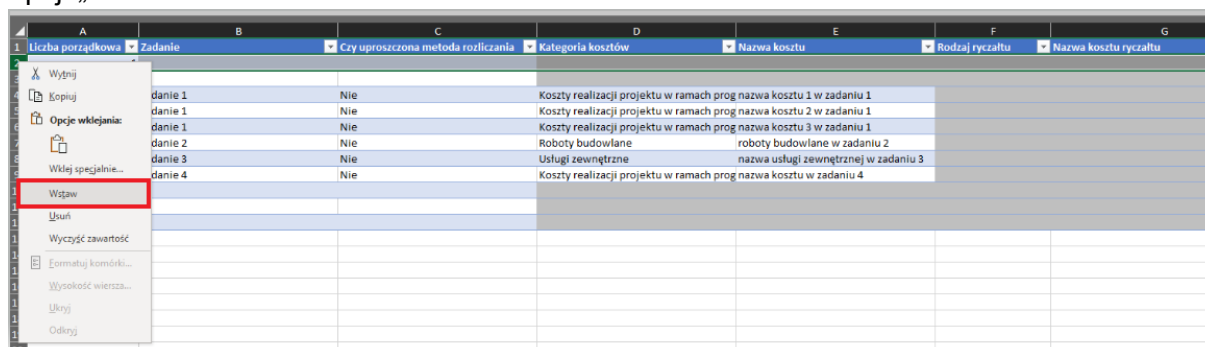 A B C D E F G
1 Liczba porządkowa Zadanie Czy uproszczona metoda rozliczania Kategoria kosztów Nazwa kosztu Rodzaj ryczałtu Nazwa kosztu ryczałtu
Wytnij
Kopiuj
danie 1 Nie Koszty realizacji projektu w ramach prog nazwa kosztu 1 w zadaniu 1
danie 1 Nie Koszty realizacji projektu w ramach prog nazwa kosztu 2 w zadaniu 1
Opcje wklejania:
danie 1 Nie Koszty realizacji projektu w ramach prog nazwa kosztu 3 w zadaniu 1
danie 2 Nie Roboty budowlane roboty budowlane w zadaniu 2
danie 3 Nie Usługi zewnętrzne nazwa usługi zewnętrznej w zadaniu 3
Wklej specjalnie...
danie 4 Nie Koszty realizacji projektu w ramach prog nazwa kosztu w zadaniu 4
Wstaw
Usuń
Wyczyść zawartość
Formatuj komórki...
Wysokość wiersza...
Ukryj
Odkryj